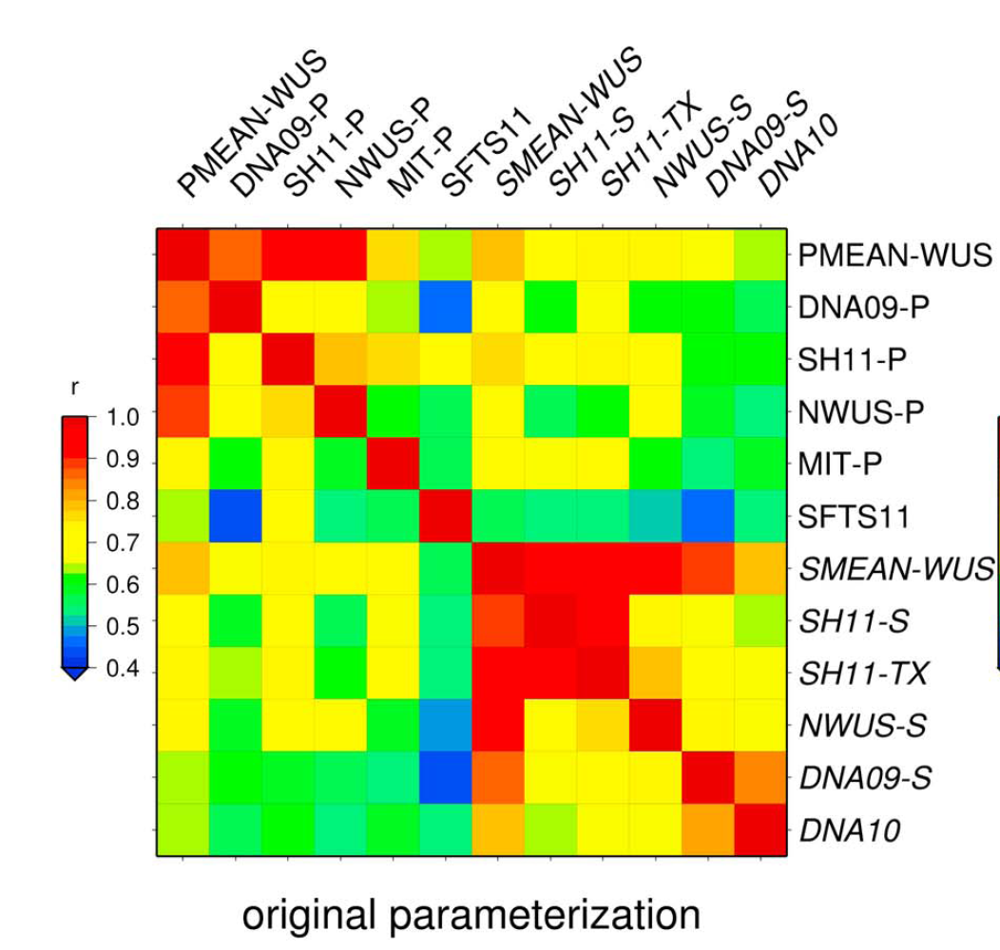 PMEAN-WUS
DNA09-P
SH11-P
NWUS-P
MIT-P
SFTS11
SMEAN-WUS
SH11-S
SH11-TX
NWUS-S
DNA09-S
DNA10
PMEAN-WUS
DNA09-P
SH11-P
NWUS-P
MIT-P
SFTS11
SMEAN-WUS
SH11-S
SH11-TX
NWUS-S
DNA09-S
DNA10
r
1.0
0.9
0.8
0.7
0.6
0.5
0.4
original parameterization